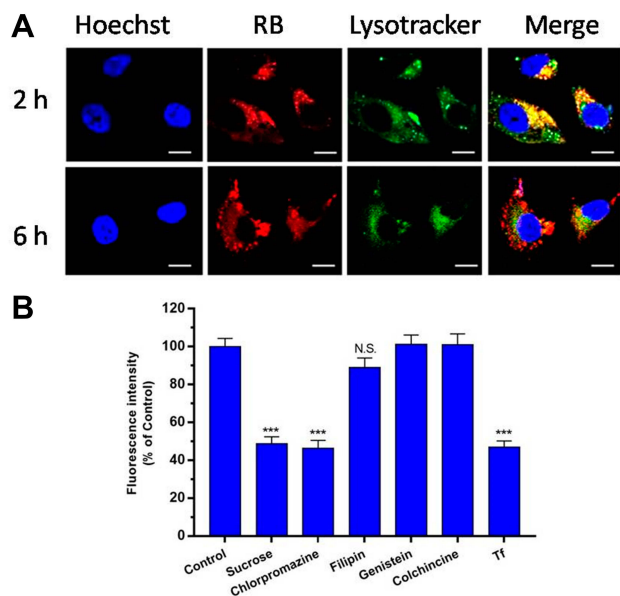 A
Hoechst RB Lysotracker Merge
2 h
6 h
B
Fluorescence intensity
(% of Control)
120
100
80
60
40
20
0
***
***
N.S.
***
Control
Sucrose
Chlorpromazine
Filipin
Genistein
Colchincine
Tf